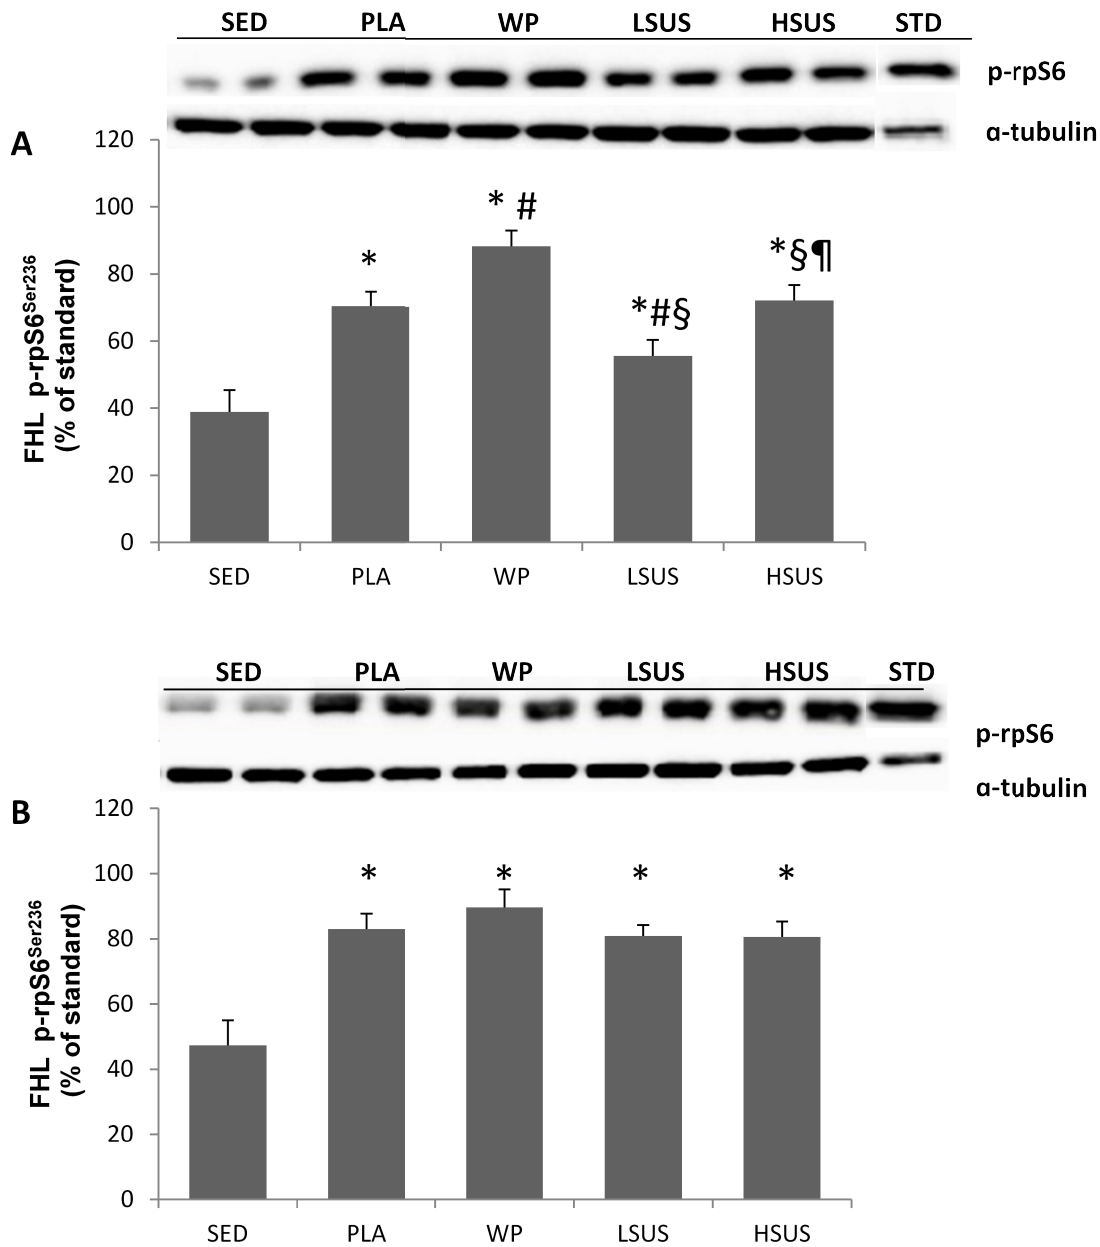 SED PLA WP LSUS HSUS STD
p-rpS6
α-tubulin
A
120
100
80
60
40
20
0
FHL p-rpS6Ser236
(% of standard)
*
* #
*#§
*§¶
SED PLA WP LSUS HSUS
SED PLA WP LSUS HSUS STD
p-rpS6
α-tubulin
B
120
100
80
60
40
20
0
FHL p-rpS6Ser236
(% of standard)
* * * *
SED PLA WP LSUS HSUS